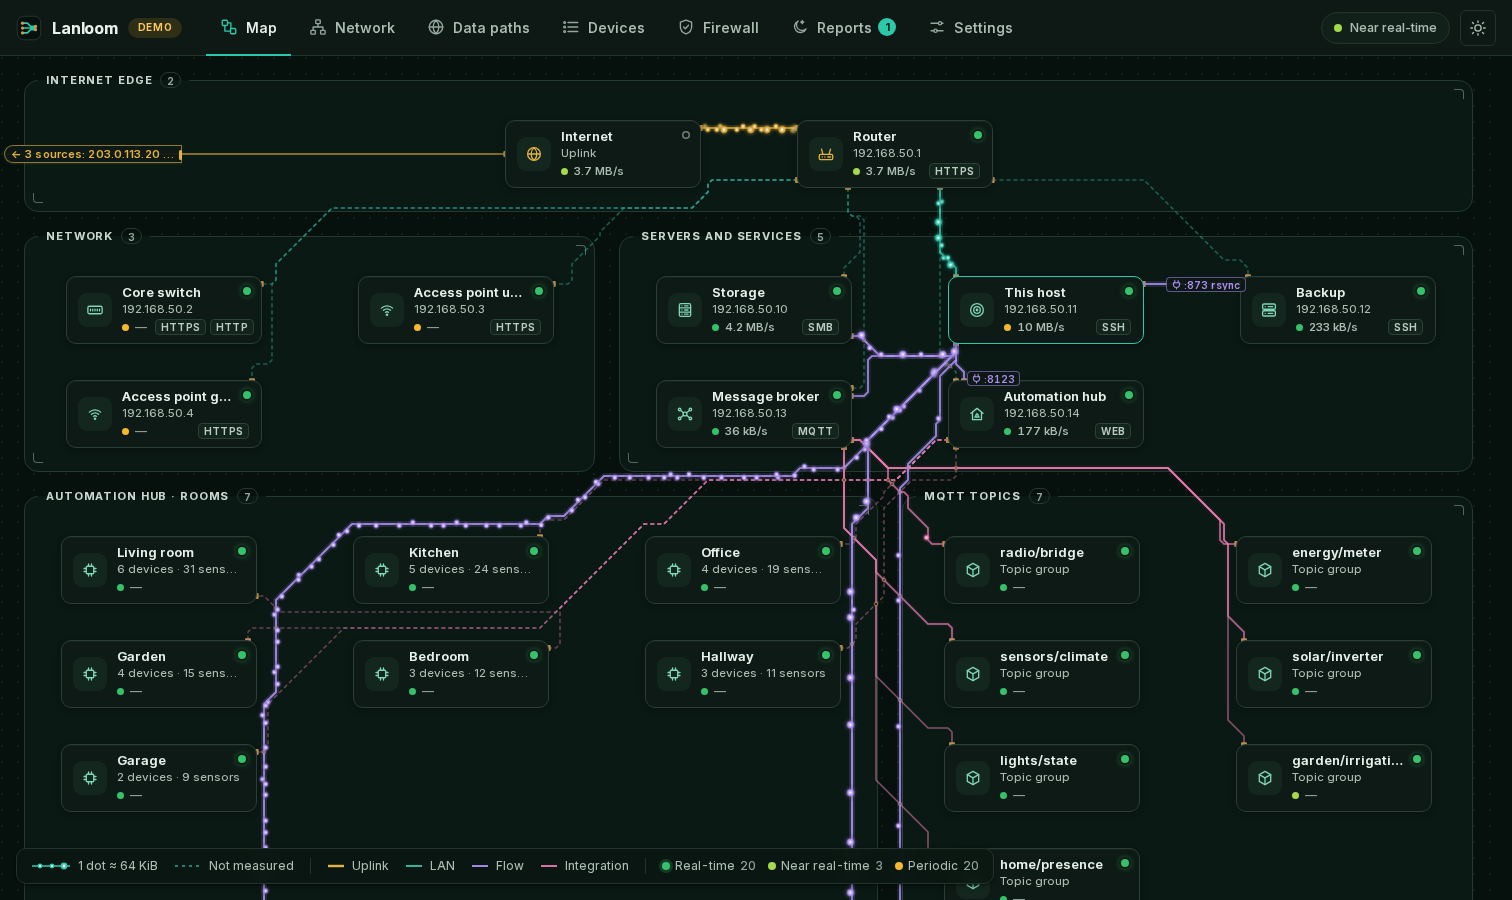 Lanloom DEMO Map Network Data paths Devices Firewall Reports 1 Settings Near real-time
INTERNET EDGE 2
Internet
Uplink
3.7 MB/s
Router
192.168.50.1
3.7 MB/s HTTPS
← 3 sources: 203.0.113.20 ...
NETWORK 3
Core switch
192.168.50.2
— HTTPS HTTP
Access point u...
192.168.50.3
— HTTPS
Access point g...
192.168.50.4
— HTTPS
SERVERS AND SERVICES 5
Storage
192.168.50.10
4.2 MB/s SMB
This host
192.168.50.11
10 MB/s SSH
:873 rsync
Backup
192.168.50.12
233 kB/s SSH
Message broker
192.168.50.13
36 kB/s MQTT
:8123
Automation hub
192.168.50.14
177 kB/s WEB
AUTOMATION HUB · ROOMS 7
Living room
6 devices · 31 sens...
—
Kitchen
5 devices · 24 sens...
—
Office
4 devices · 19 sens...
—
Garden
4 devices · 15 sens...
—
Bedroom
3 devices · 12 sens...
—
Hallway
3 devices · 11 sensors
—
Garage
2 devices · 9 sensors
—
MQTT TOPICS 7
radio/bridge
Topic group
—
energy/meter
Topic group
—
sensors/climate
Topic group
—
solar/inverter
Topic group
—
lights/state
Topic group
—
garden/irrigati...
Topic group
—
home/presence
Topic group
—
1 dot ≈ 64 KiB Not measured Uplink LAN Flow Integration Real-time 20 Near real-time 3 Periodic 20